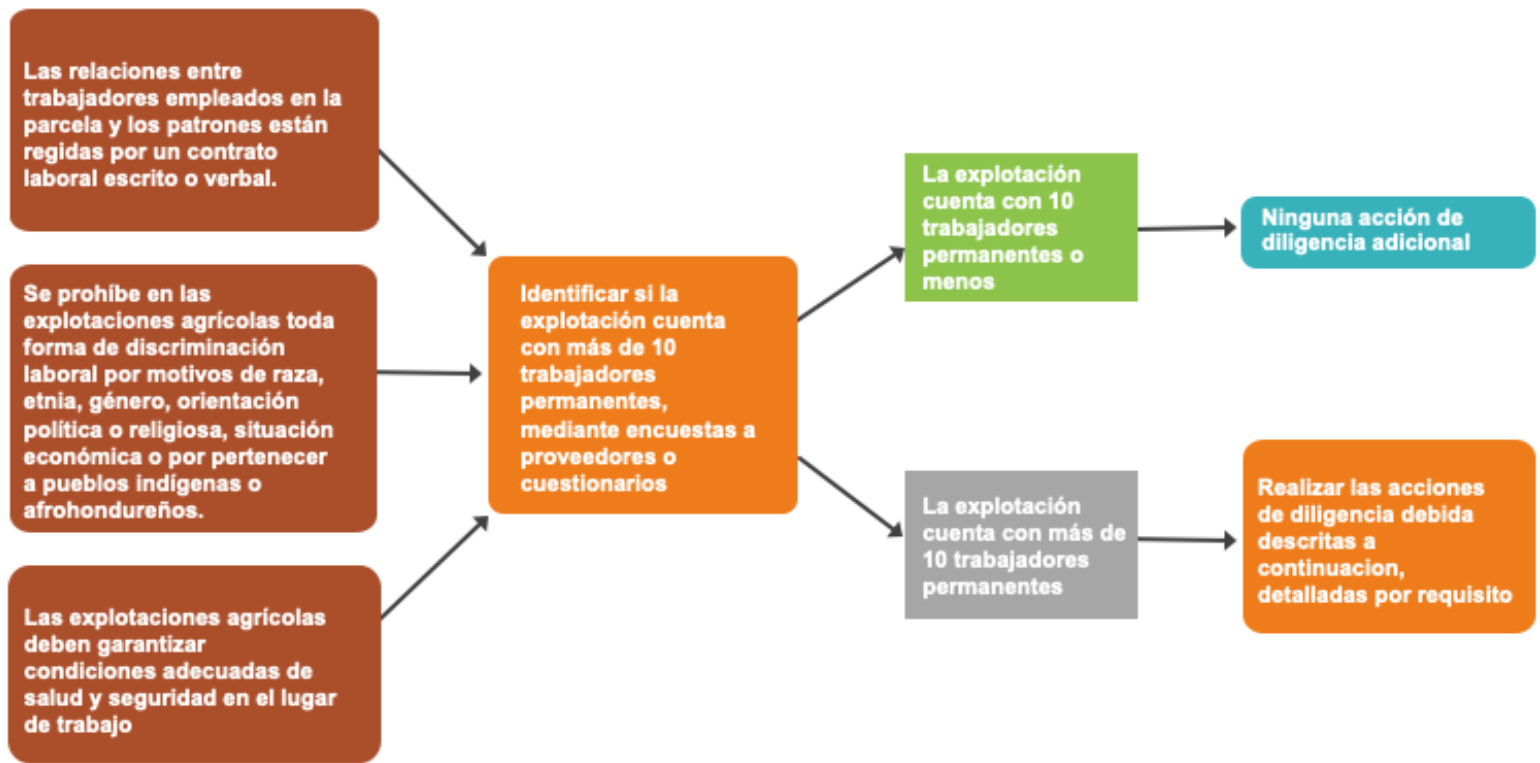 Las relaciones entre
trabajadores empleados en la
parcela y los patrones están
regidas por un contrato
laboral escrito o verbal.
Se prohíbe en las
explotaciones agrícolas toda
forma de discriminación
laboral por motivos de raza,
etnia, género, orientación
política o religiosa, situación
económica o por pertenecer
a pueblos indígenas o
afrohondureños.
Las explotaciones agrícolas
deben garantizar
condiciones adecuadas de
salud y seguridad en el lugar
de trabajo
Identificar si la
explotación cuenta
con más de 10
trabajadores
permanentes,
mediante encuestas a
proveedores o
cuestionarios
La explotación
cuenta con 10
trabajadores
permanentes o
menos
Ninguna acción de
diligencia adicional
La explotación
cuenta con más de
10 trabajadores
permanentes
Realizar las acciones
de diligencia debida
descritas a
continuacion,
detalladas por requisito